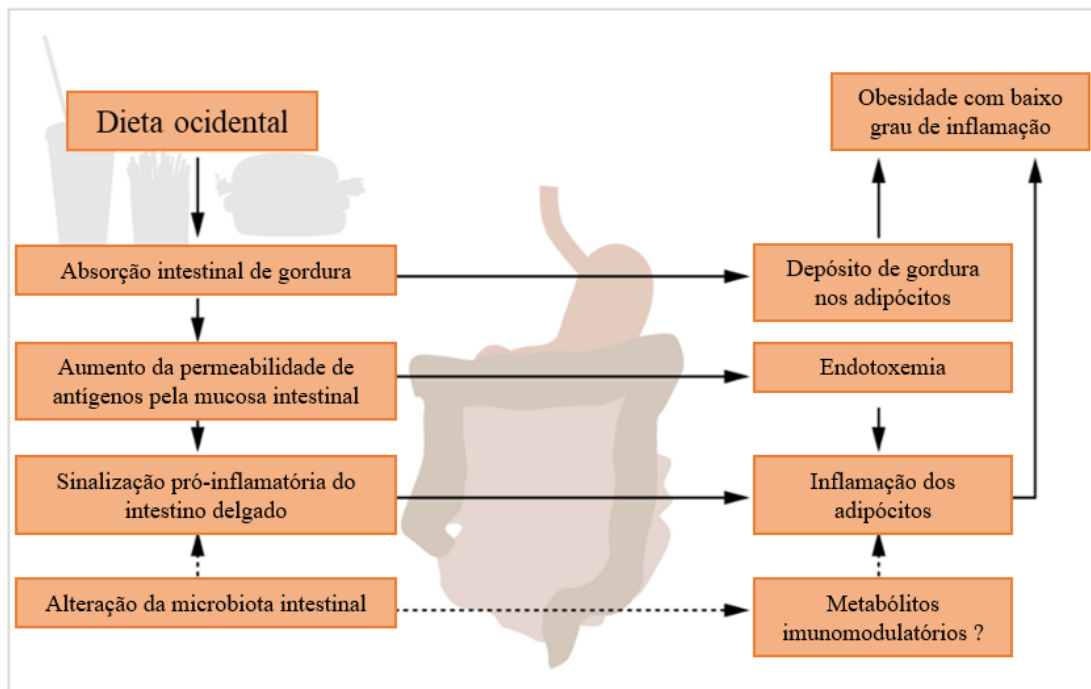 Dieta ocidental
Obesidade com baixo
grau de inflamação
Absorção intestinal de gordura
Depósito de gordura
nos adipócitos
Aumento da permeabilidade de
antígenos pela mucosa intestinal
Endotoxemia
Sinalização pró-inflamatória do
intestino delgado
Inflamação dos
adipócitos
Alteração da microbiota intestinal
Metabólitos
imunomodulatórios ?